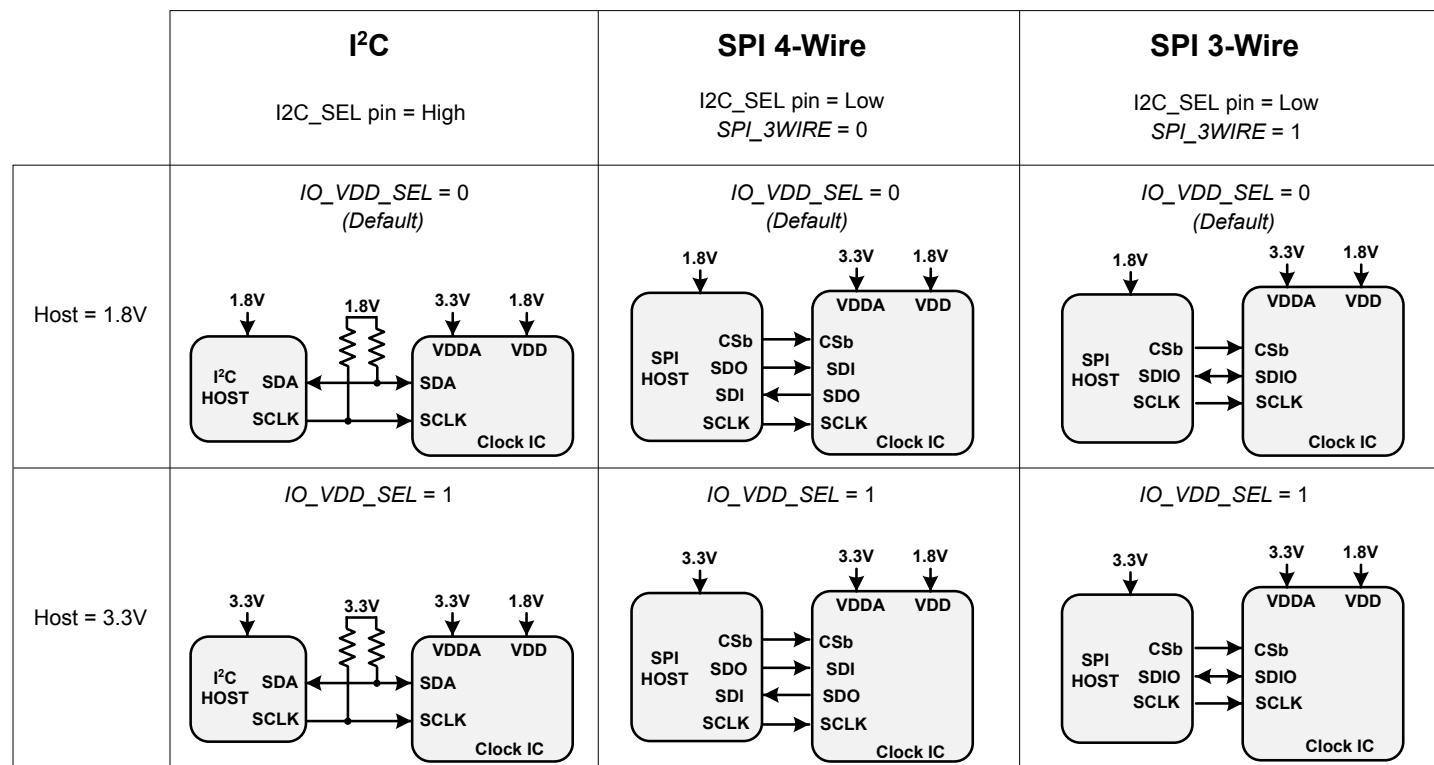 I²C
I2C_SEL pin = High
SPI 4-Wire
I2C_SEL pin = Low
SPI_3WIRE = 0
SPI 3-Wire
I2C_SEL pin = Low
SPI_3WIRE = 1
Host = 1.8V
IO_VDD_SEL = 0
(Default)
1.8V 1.8V 3.3V 1.8V
VDDA VDD
I²C
HOST
SDA SDA
SCLK SCLK
Clock IC
IO_VDD_SEL = 0
(Default)
1.8V 3.3V 1.8V
VDDA VDD
SPI
HOST
CSb CSb
SDO SDI
SDI SDO
SCLK SCLK
Clock IC
IO_VDD_SEL = 0
(Default)
1.8V 3.3V 1.8V
VDDA VDD
SPI
HOST
CSb CSb
SDIO SDIO
SCLK SCLK
Clock IC
Host = 3.3V
IO_VDD_SEL = 1
3.3V 3.3V 3.3V 1.8V
VDDA VDD
I²C
HOST
SDA SDA
SCLK SCLK
Clock IC
IO_VDD_SEL = 1
3.3V 3.3V 1.8V
VDDA VDD
SPI
HOST
CSb CSb
SDO SDI
SDI SDO
SCLK SCLK
Clock IC
IO_VDD_SEL = 1
3.3V 3.3V 1.8V
VDDA VDD
SPI
HOST
CSb CSb
SDIO SDIO
SCLK SCLK
Clock IC